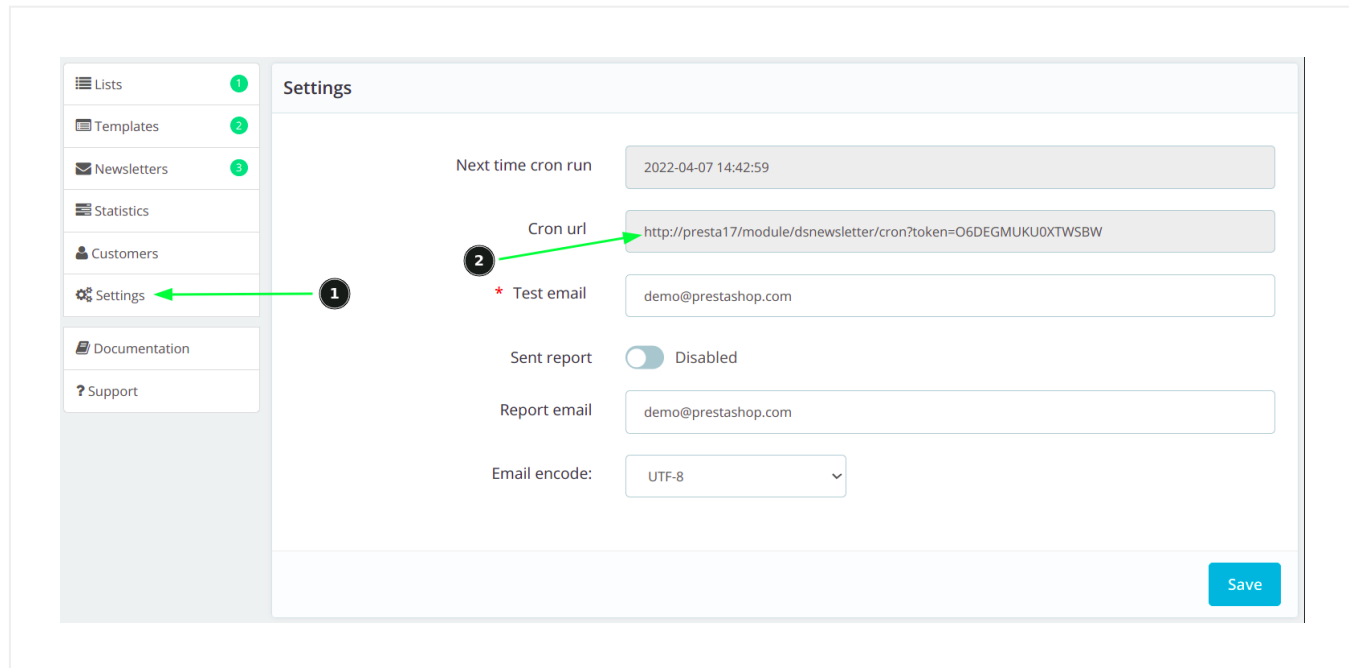 Lists 1
Templates 2
Newsletters 3
Statistics
Customers
Settings
Documentation
? Support
1
Settings
Next time cron run 2022-04-07 14:42:59
Cron url http://presta17/module/dsnewsletter/cron?token=O6DEGMUKU0XTWSBW
2
* Test email demo@prestashop.com
Sent report Disabled
Report email demo@prestashop.com
Email encode: UTF-8
Save